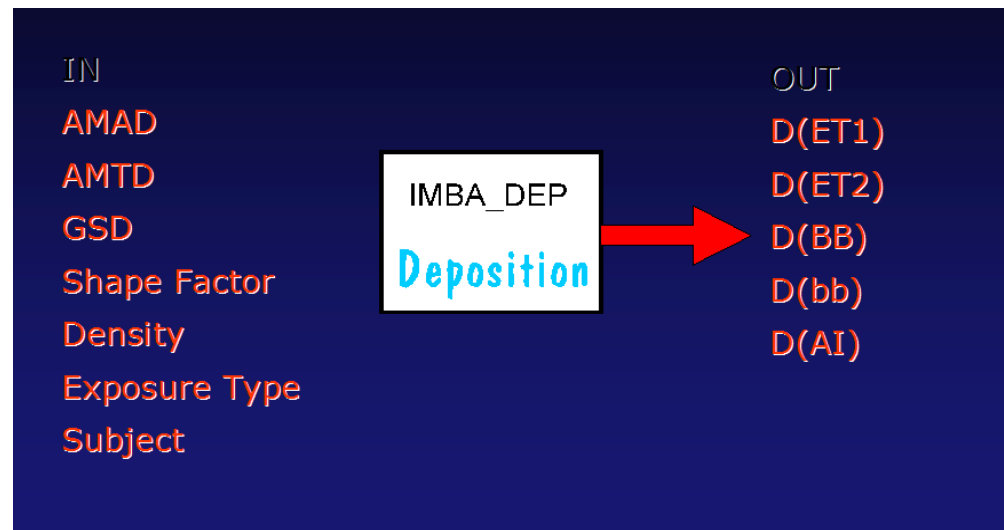 IN
AMAD
AMTD
GSD
Shape Factor
Density
Exposure Type
Subject
IMBA_DEP
Deposition
OUT
D(ET1)
D(ET2)
D(BB)
D(bb)
D(AI)